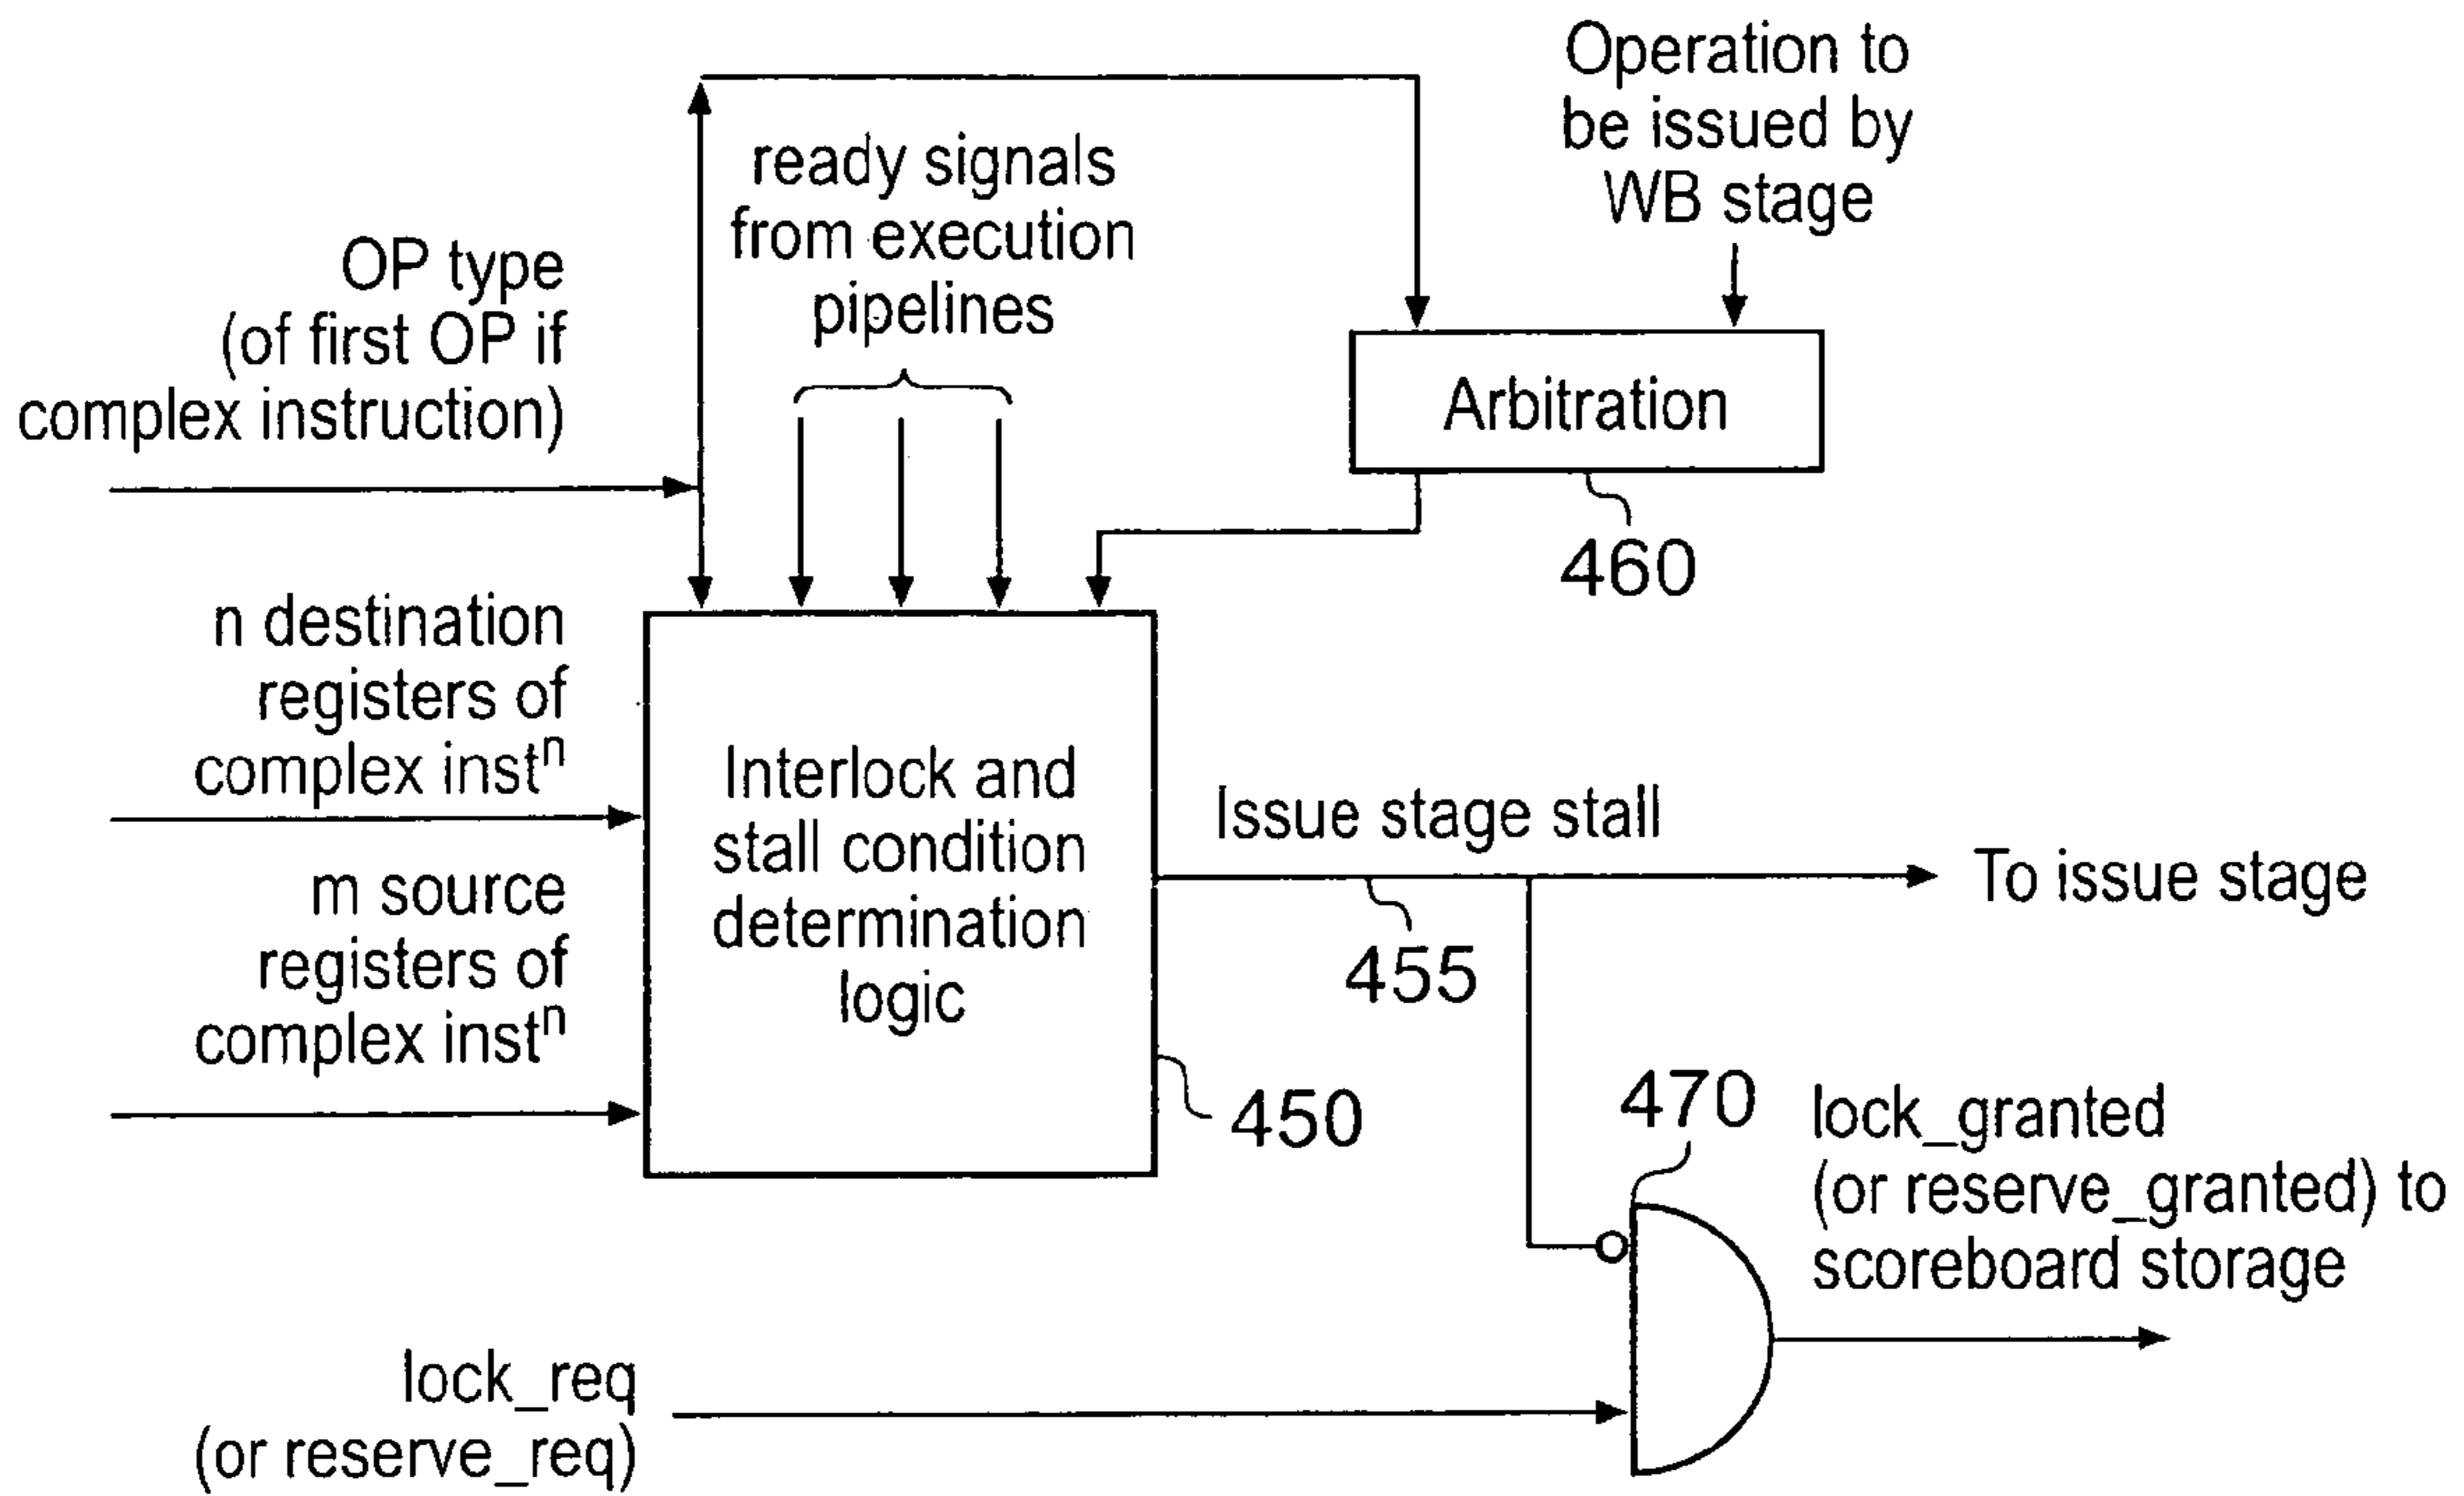 Operation to
be issued by
WB stage
ready signals
from execution
pipelines
OP type
(of first OP if
complex instruction)
Arbitration
460
n destination
registers of
complex instⁿ
m source
registers of
complex instⁿ
Interlock and
stall condition
determination
logic
Issue stage stall
To issue stage
455
450
470
lock_granted
(or reserve_granted) to
scoreboard storage
lock_req
(or reserve_req)